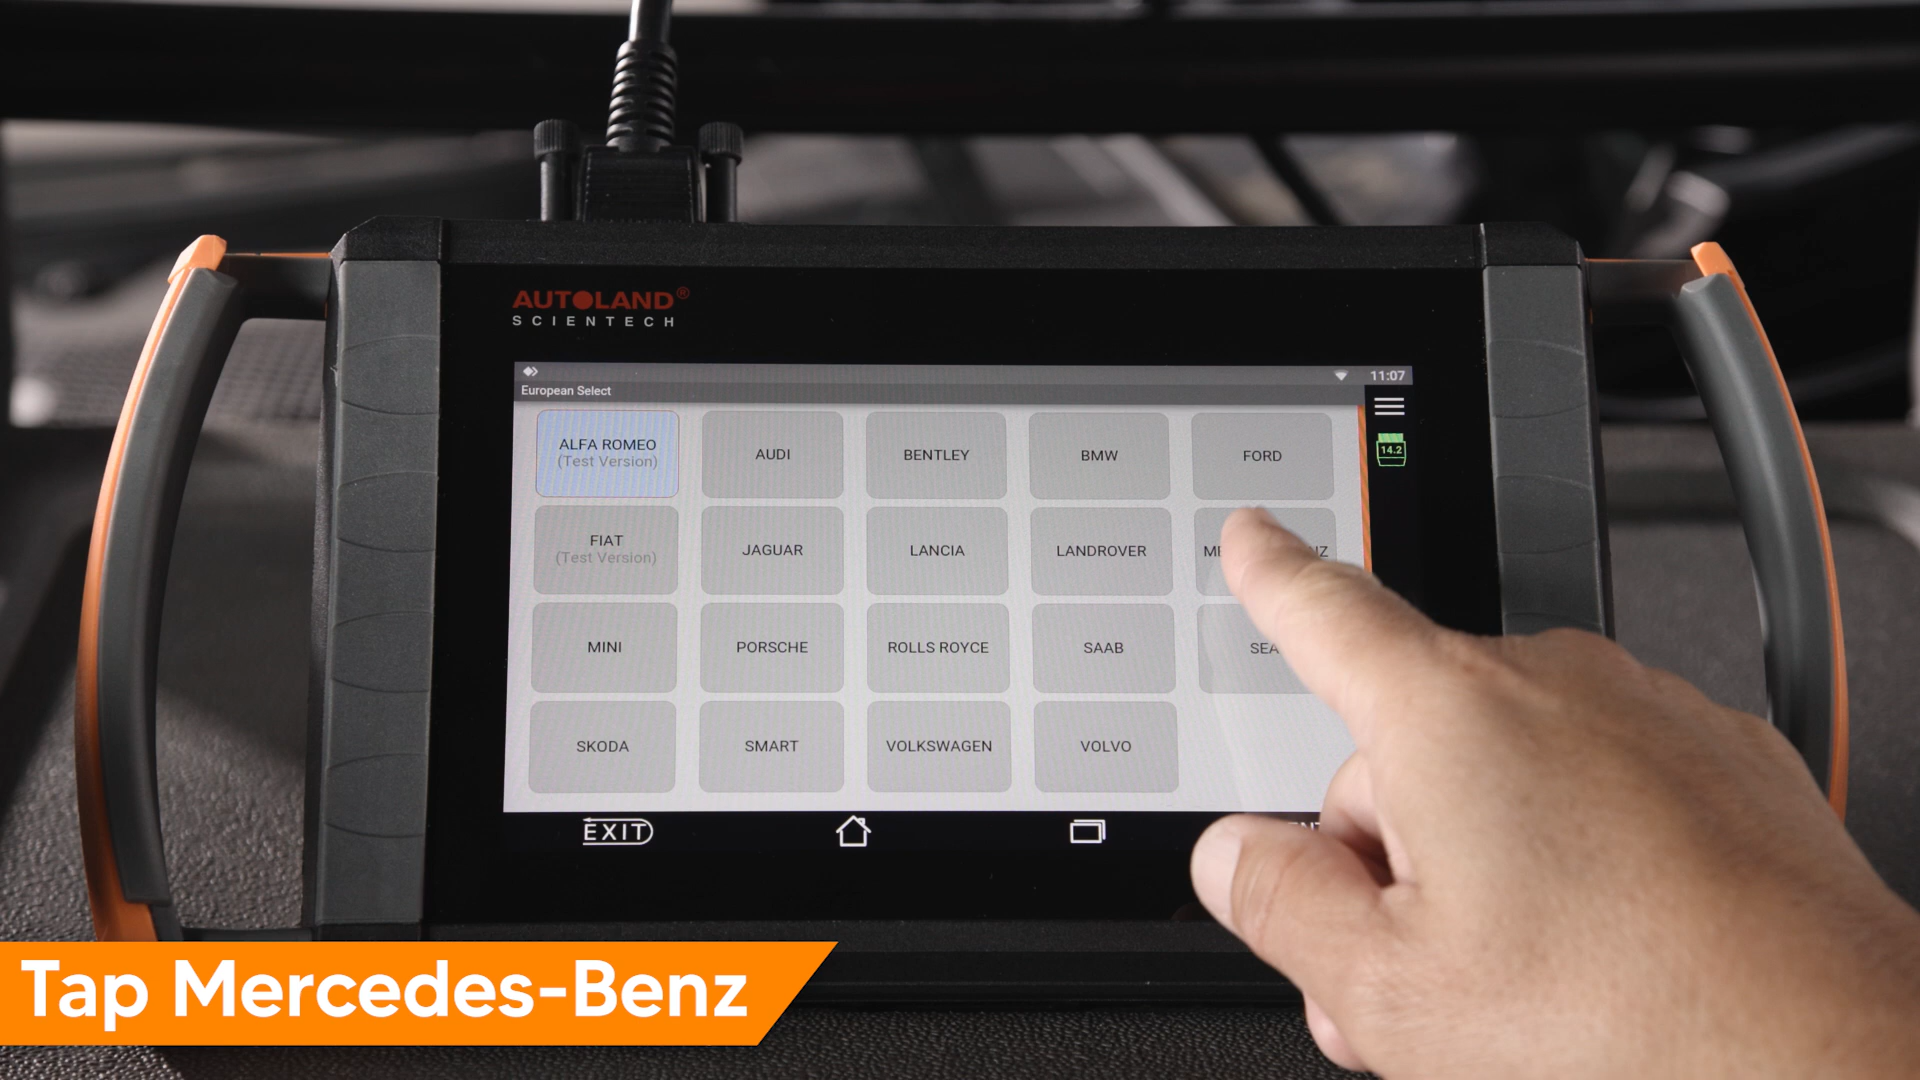 AUTOLAND®
SCIENTECH
11:07
European Select
14.2
ALFA ROMEO
(Test Version)
AUDI
BENTLEY
BMW
FORD
FIAT
(Test Version)
JAGUAR
LANCIA
LANDROVER
MINI
PORSCHE
ROLLS ROYCE
SAAB
SKODA
SMART
VOLKSWAGEN
VOLVO
EXIT
Tap Mercedes-Benz